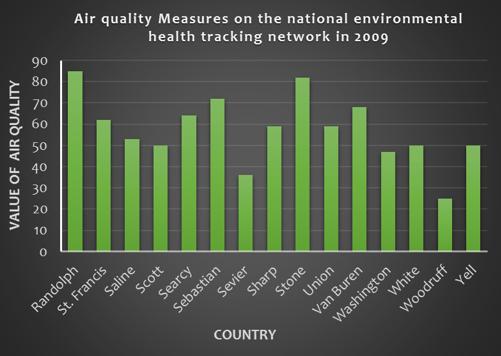 Air quality Measures on the national environmental
health tracking network in 2009
VALUE OF AIR QUALITY
90
80
70
60
50
40
30
20
10
0
Randolph
St. Francis
Saline
Scott
Searcy
Sebastian
Sevier
Sharp
Stone
Union
Van Buren
Washington
White
Woodruff
Yell
COUNTRY